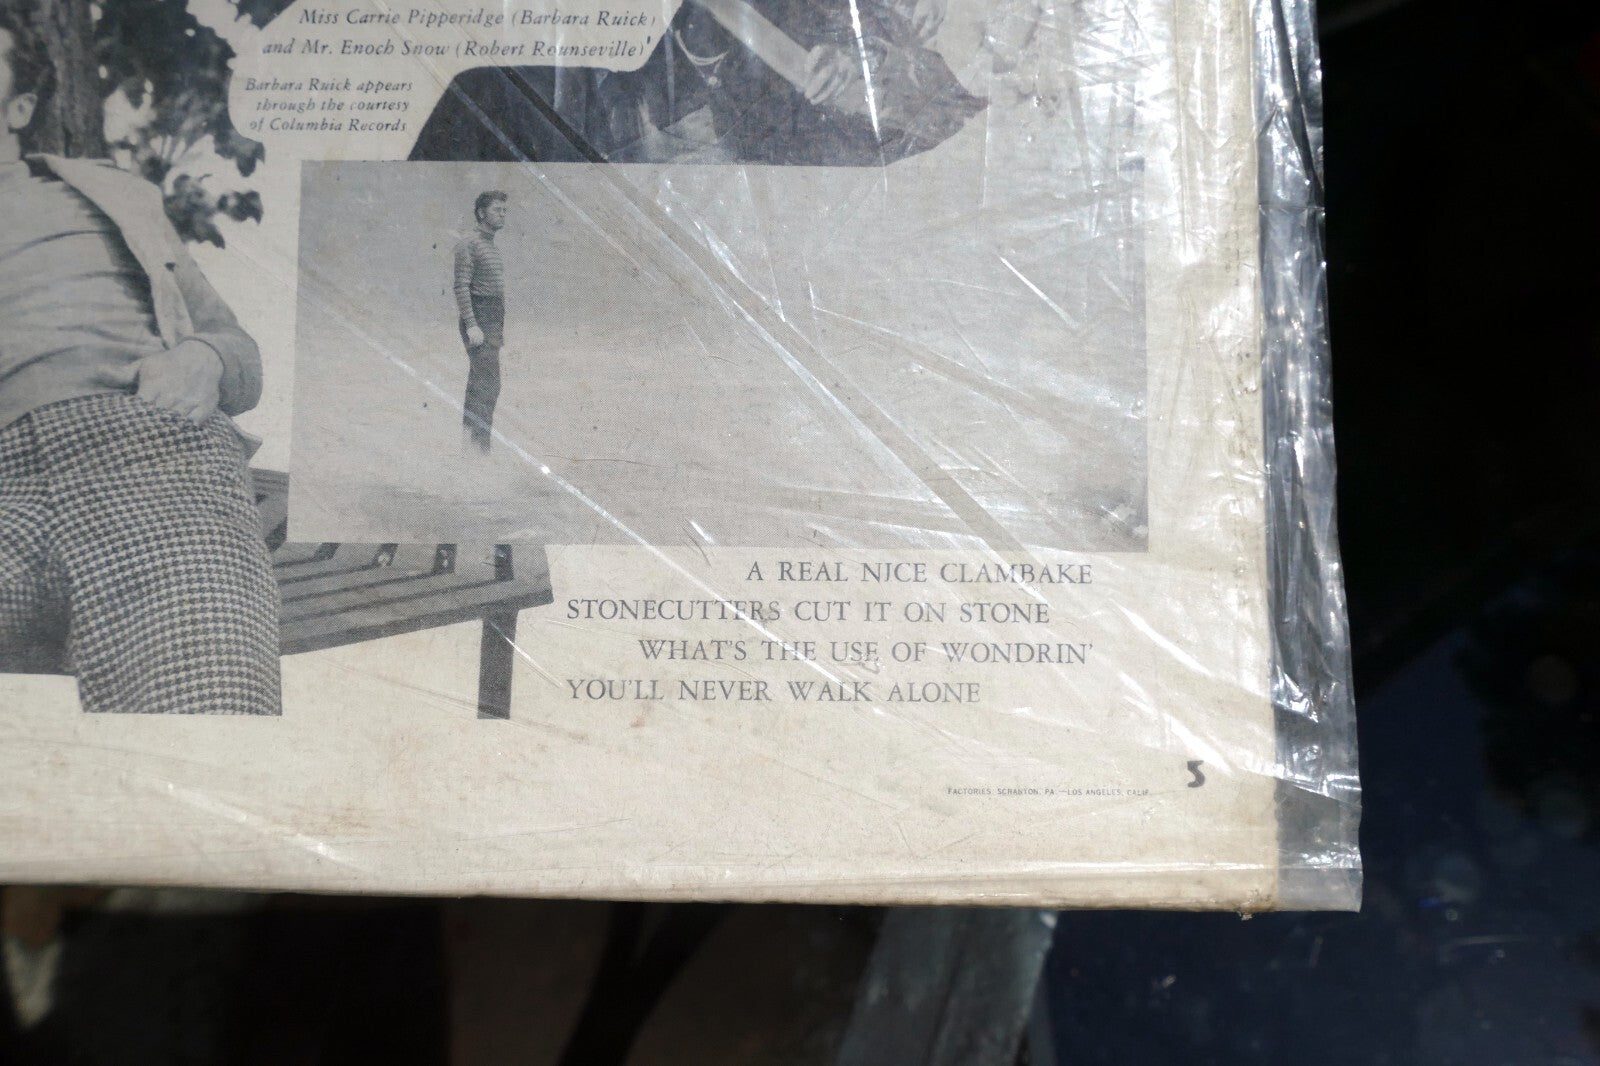 Miss Carrie Pipperidge (Barbara Ruick)
and Mr. Enoch Snow (Robert Rounseville)
Barbara Ruick appears
through the courtesy
of Columbia Records
A REAL NICE CLAMBAKE
STONECUTTERS CUT IT ON STONE
WHAT'S THE USE OF WONDRIN'
YOU'LL NEVER WALK ALONE
5
FACTORIES: SCRANTON, PA.—LOS ANGELES, CALIF.